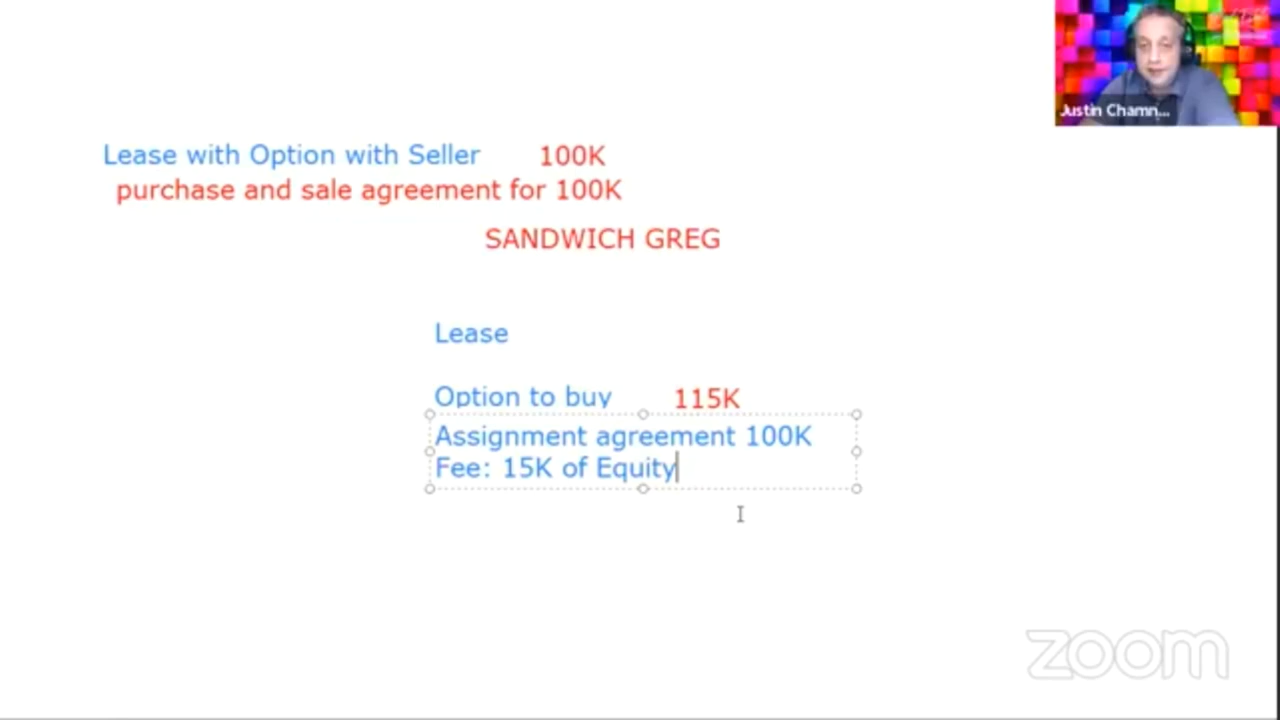 Justin Chamn...
Lease with Option with Seller 100K
purchase and sale agreement for 100K
SANDWICH GREG
Lease
Option to buy 115K
Assignment agreement 100K
Fee: 15K of Equity
zoom